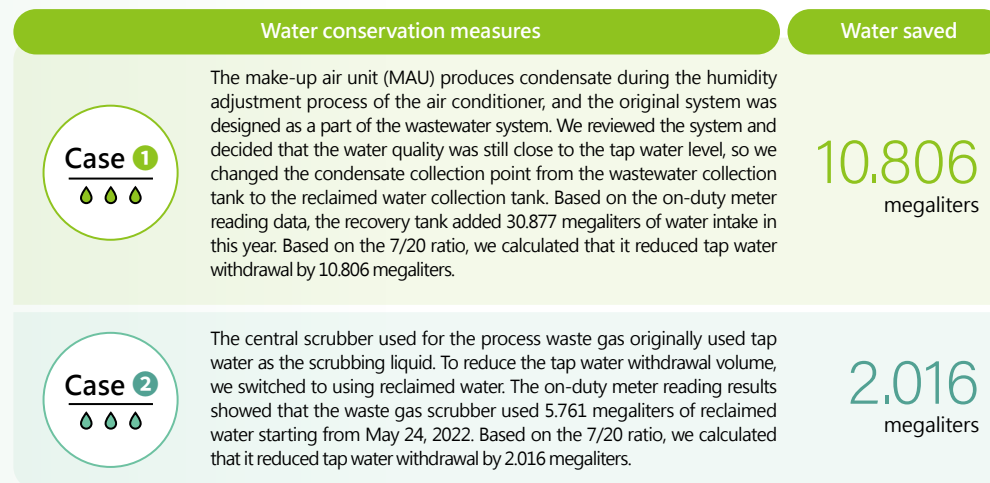 Water conservation measures
Water saved
Case 1
The make-up air unit (MAU) produces condensate during the humidity
adjustment process of the air conditioner, and the original system was
designed as a part of the wastewater system. We reviewed the system and
decided that the water quality was still close to the tap water level, so we
changed the condensate collection point from the wastewater collection
tank to the reclaimed water collection tank. Based on the on-duty meter
reading data, the recovery tank added 30.877 megaliters of water intake in
this year. Based on the 7/20 ratio, we calculated that it reduced tap water
withdrawal by 10.806 megaliters.
10.806
megaliters
Case 2
The central scrubber used for the process waste gas originally used tap
water as the scrubbing liquid. To reduce the tap water withdrawal volume,
we switched to using reclaimed water. The on-duty meter reading results
showed that the waste gas scrubber used 5.761 megaliters of reclaimed
water starting from May 24, 2022. Based on the 7/20 ratio, we calculated
that it reduced tap water withdrawal by 2.016 megaliters.
2.016
megaliters